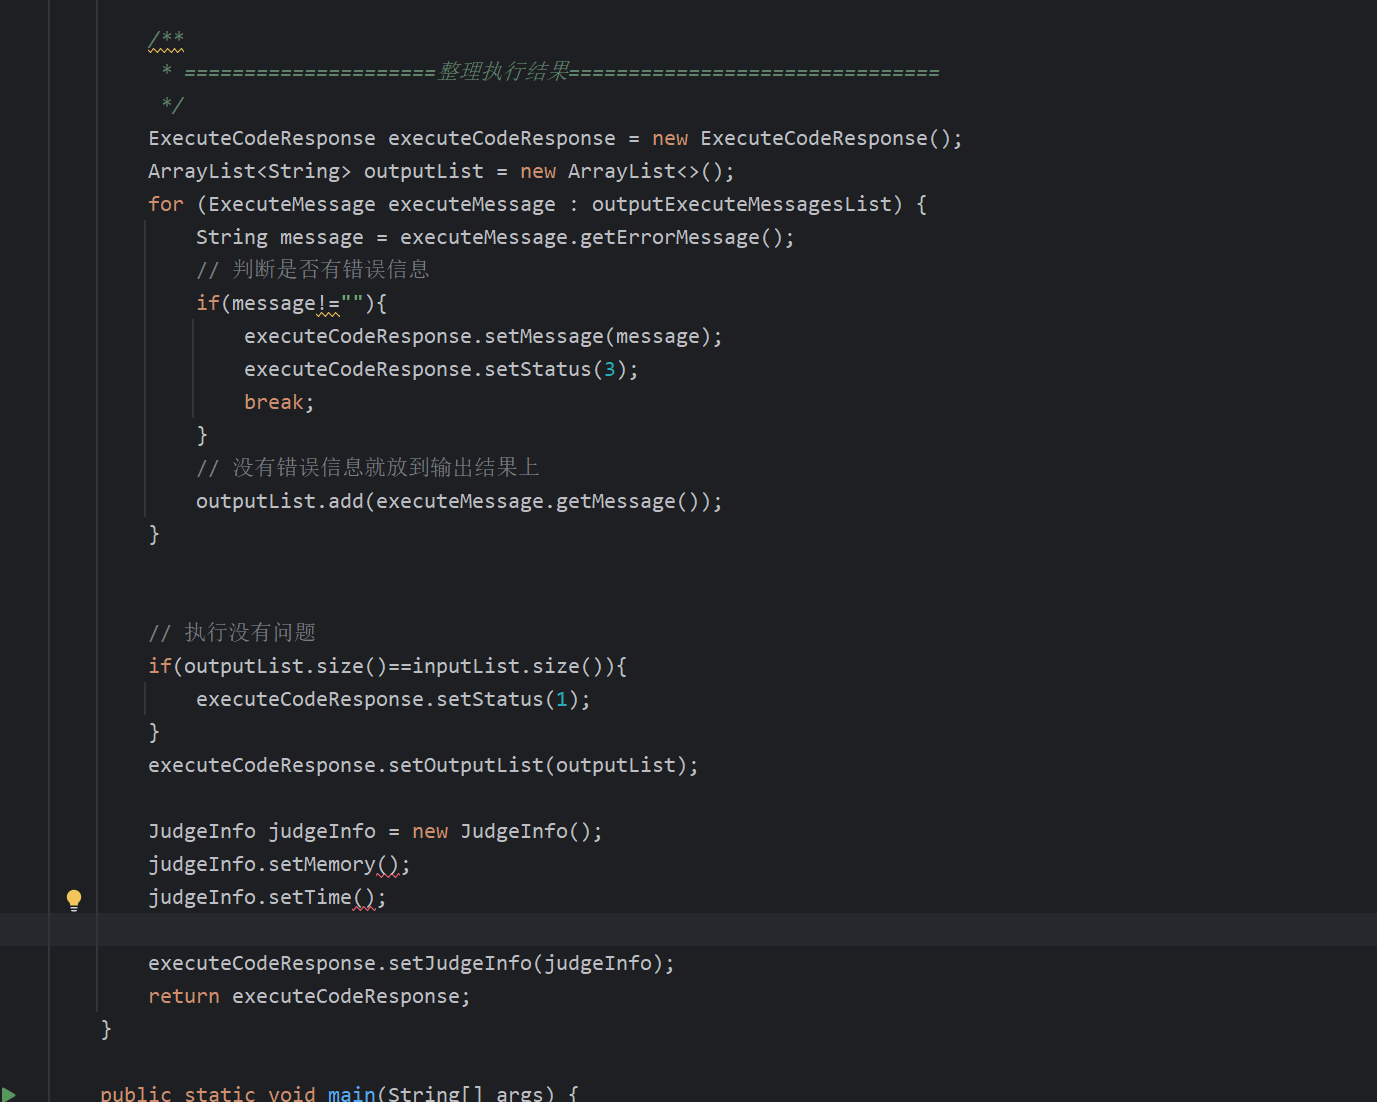 /**
 * =====================整理执行结果===============================
 */
ExecuteCodeResponse executeCodeResponse = new ExecuteCodeResponse();
ArrayList<String> outputList = new ArrayList<>();
for (ExecuteMessage executeMessage : outputExecuteMessagesList) {
    String message = executeMessage.getErrorMessage();
    // 判断是否有错误信息
    if(message!=""){
        executeCodeResponse.setMessage(message);
        executeCodeResponse.setStatus(3);
        break;
    }
    // 没有错误信息就放到输出结果上
    outputList.add(executeMessage.getMessage());
}
// 执行没有问题
if(outputList.size()==inputList.size()){
    executeCodeResponse.setStatus(1);
}
executeCodeResponse.setOutputList(outputList);
JudgeInfo judgeInfo = new JudgeInfo();
judgeInfo.setMemory();
judgeInfo.setTime();
executeCodeResponse.setJudgeInfo(judgeInfo);
return executeCodeResponse;
}
public static void main(String[] args) {